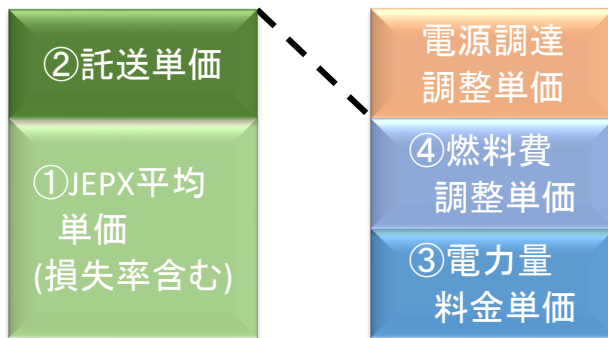 ②託送単価
①JEPX平均
単価
(損失率含む)
電源調達
調整単価
④燃料費
調整単価
③電力量
料金単価